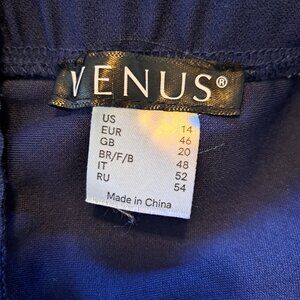 VENUS®
US 14
EUR 46
GB 20
BR/F/B 48
IT 52
RU 54
Made in China